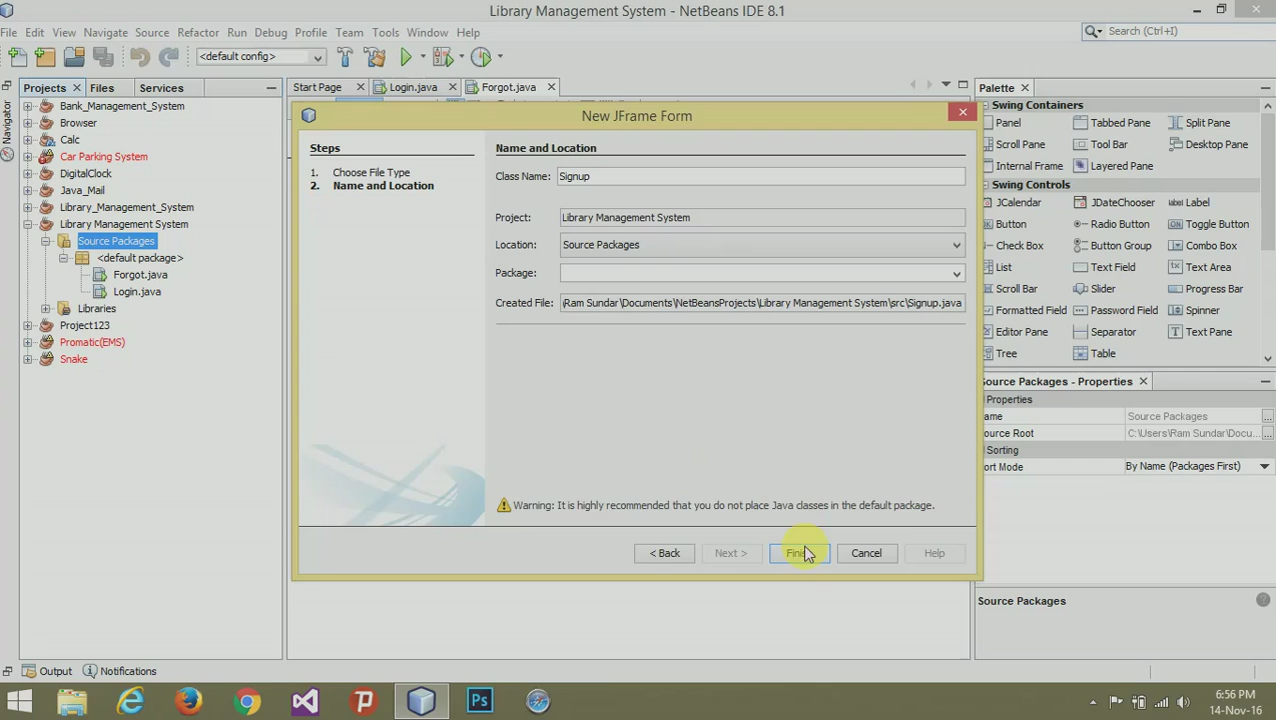 Library Management System - NetBeans IDE 8.1
File Edit View Navigate Source Refactor Run Debug Profile Team Tools Window Help
Search (Ctrl+I)
<default config>
Projects Files Services
Start Page Login.java Forgot.java
Navigator
Bank_Management_System
Browser
Calc
Car Parking System
DigitalClock
Java_Mail
Library_Management_System
Library Management System
Source Packages
<default package>
Forgot.java
Login.java
Libraries
Project123
Promatic(EMS)
Snake
New JFrame Form
Steps
1. Choose File Type
2. Name and Location
Name and Location
Class Name: Signup
Project: Library Management System
Location: Source Packages
Package:
Created File: \Ram Sundar\Documents\NetBeansProjects\Library Management System\src\Signup.java
Warning: It is highly recommended that you do not place Java classes in the default package.
< Back Next > Cancel Help
Palette
Swing Containers
Panel Tabbed Pane Split Pane
Scroll Pane Tool Bar Desktop Pane
Internal Frame Layered Pane
Swing Controls
JCalendar JDateChooser Label
label
Button Radio Button Toggle Button
Check Box Button Group Combo Box
List Text Field Text Area
Scroll Bar Slider Progress Bar
Formatted Field Password Field Spinner
Editor Pane Separator Text Pane
Tree Table
Source Packages - Properties
Properties
ame Source Packages ...
ource Root C:\Users\Ram Sundar\Docu... ...
Sorting
ort Mode By Name (Packages First)
Source Packages
Output Notifications
Ps
6:56 PM
14-Nov-16